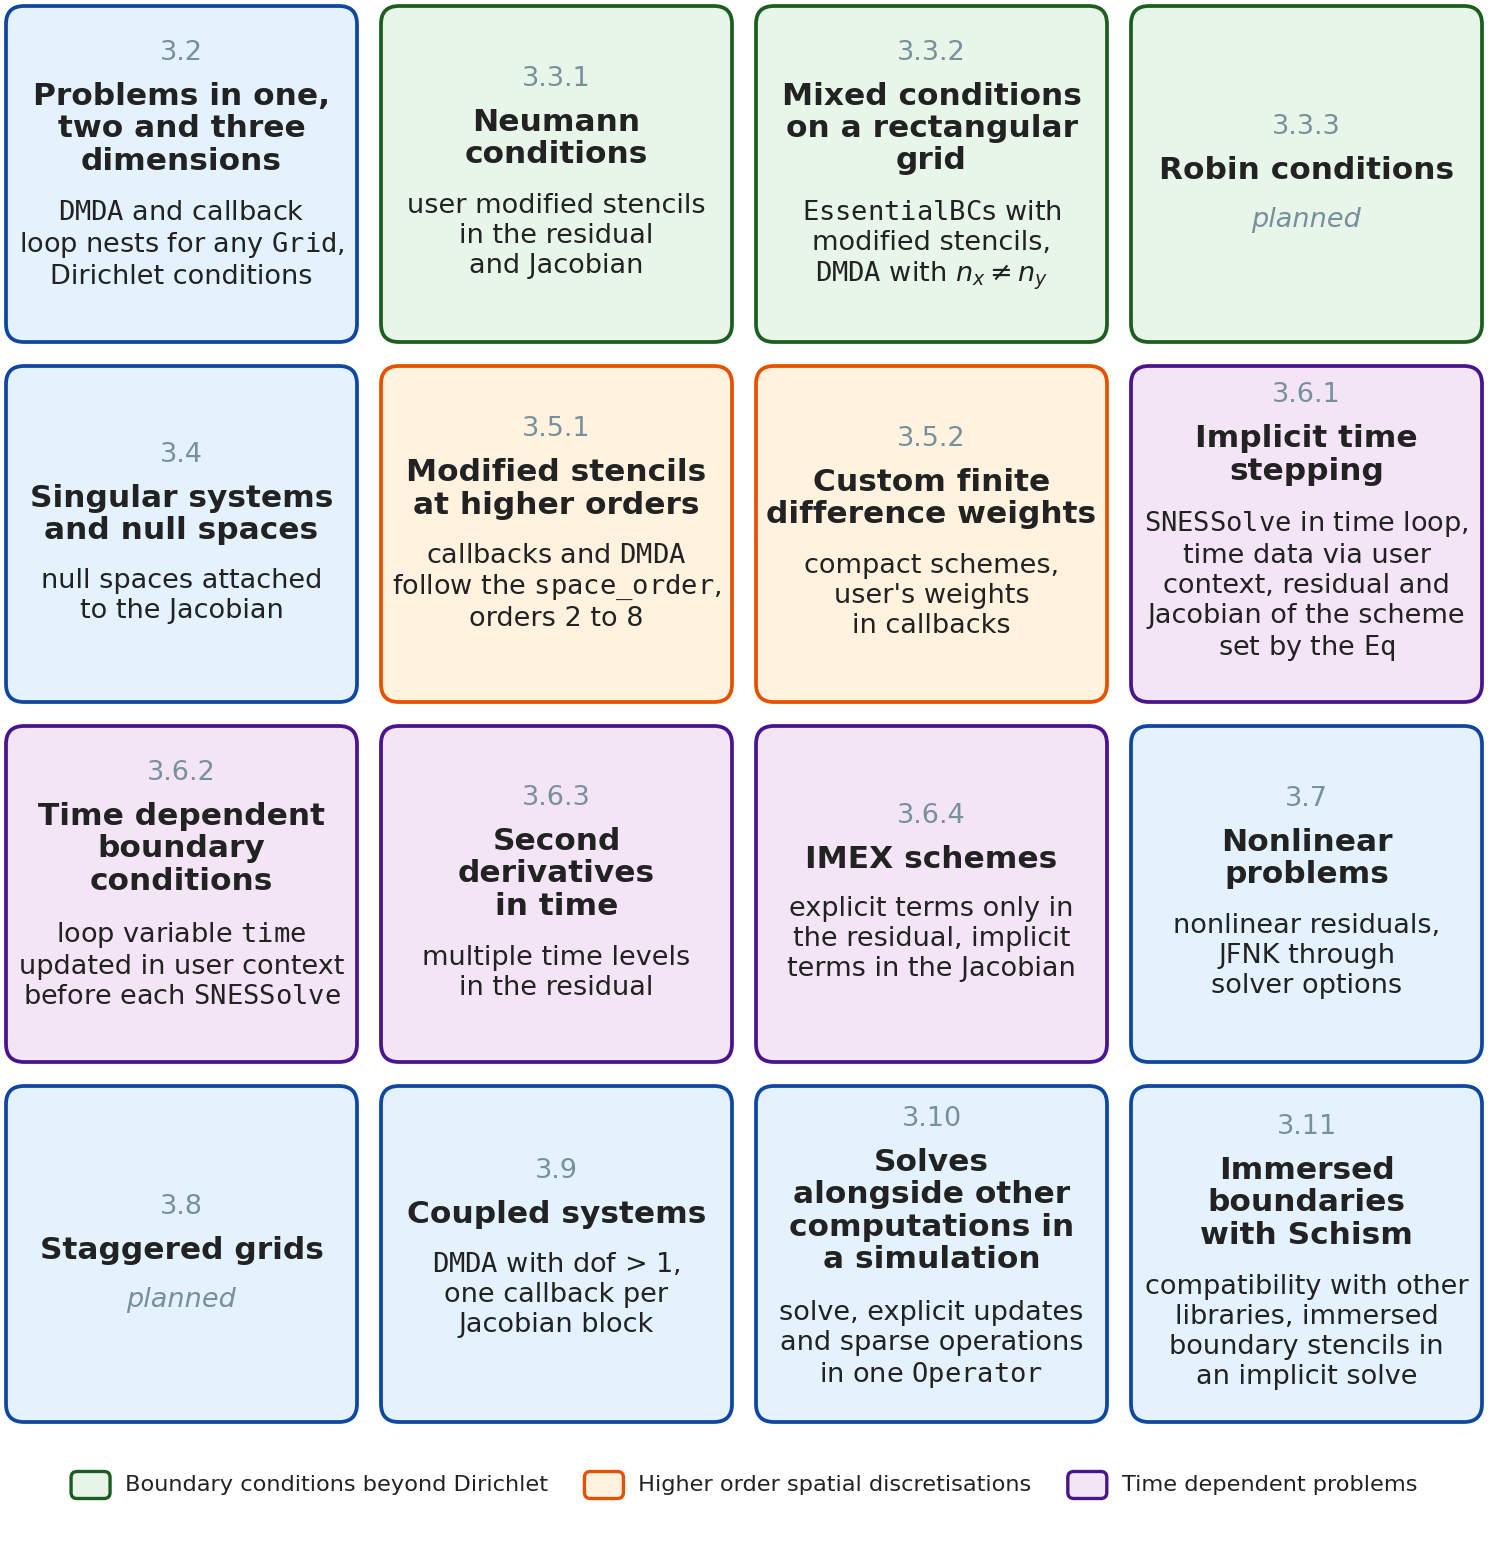 3.2
Problems in one,
two and three
dimensions
DMDA and callback
loop nests for any Grid,
Dirichlet conditions
3.3.1
Neumann
conditions
user modified stencils
in the residual
and Jacobian
3.3.2
Mixed conditions
on a rectangular
grid
EssentialBCs with
modified stencils,
DMDA with nₓ ≠ n_y
3.3.3
Robin conditions
planned
3.4
Singular systems
and null spaces
null spaces attached
to the Jacobian
3.5.1
Modified stencils
at higher orders
callbacks and DMDA
follow the space_order,
orders 2 to 8
3.5.2
Custom finite
difference weights
compact schemes,
user's weights
in callbacks
3.6.1
Implicit time
stepping
SNESSolve in time loop,
time data via user
context, residual and
Jacobian of the scheme
set by the Eq
3.6.2
Time dependent
boundary
conditions
loop variable time
updated in user context
before each SNESSolve
3.6.3
Second
derivatives
in time
multiple time levels
in the residual
3.6.4
IMEX schemes
explicit terms only in
the residual, implicit
terms in the Jacobian
3.7
Nonlinear
problems
nonlinear residuals,
JFNK through
solver options
3.8
Staggered grids
planned
3.9
Coupled systems
DMDA with dof > 1,
one callback per
Jacobian block
3.10
Solves
alongside other
computations in
a simulation
solve, explicit updates
and sparse operations
in one Operator
3.11
Immersed
boundaries
with Schism
compatibility with other
libraries, immersed
boundary stencils in
an implicit solve
Boundary conditions beyond Dirichlet
Higher order spatial discretisations
Time dependent problems